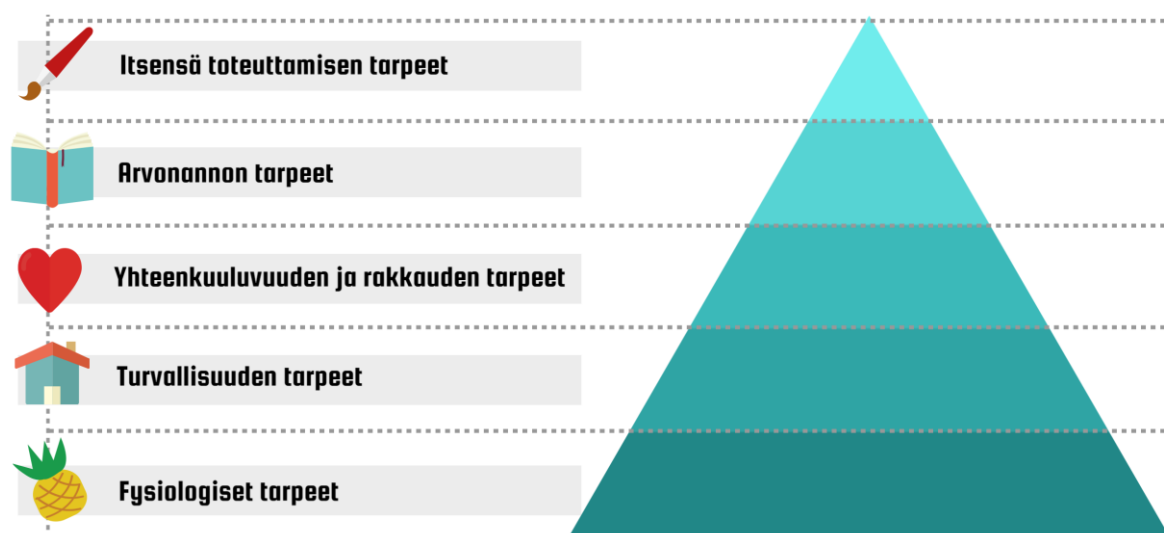 Itsensä toteuttamisen tarpeet
Arvonannon tarpeet
Yhteenkuuluvuuden ja rakkauden tarpeet
Turvallisuuden tarpeet
Fysiologiset tarpeet